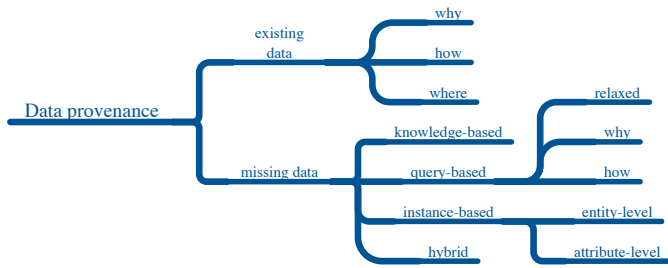 Data provenance
existing
data
why
how
where
missing data
knowledge-based
query-based
relaxed
why
how
instance-based
entity-level
attribute-level
hybrid